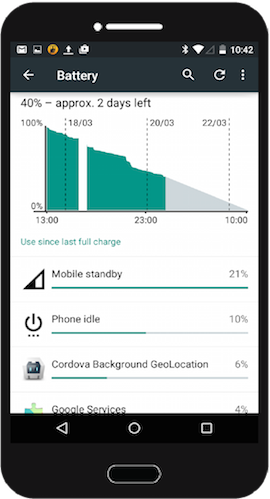 10:42
Battery
40% – approx. 2 days left
100% 18/03 20/03 22/03
0%
13:00 23:00 10:00
Use since last full charge
Mobile standby 21%
Phone idle 10%
Cordova Background GeoLocation 6%
Google Services 4%